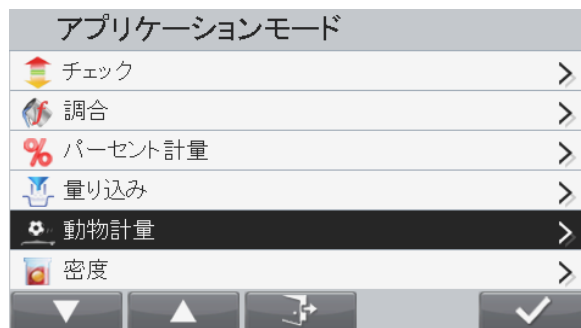 アプリケーションモード
チェック
調合
パーセント計量
量り込み
動物計量
密度